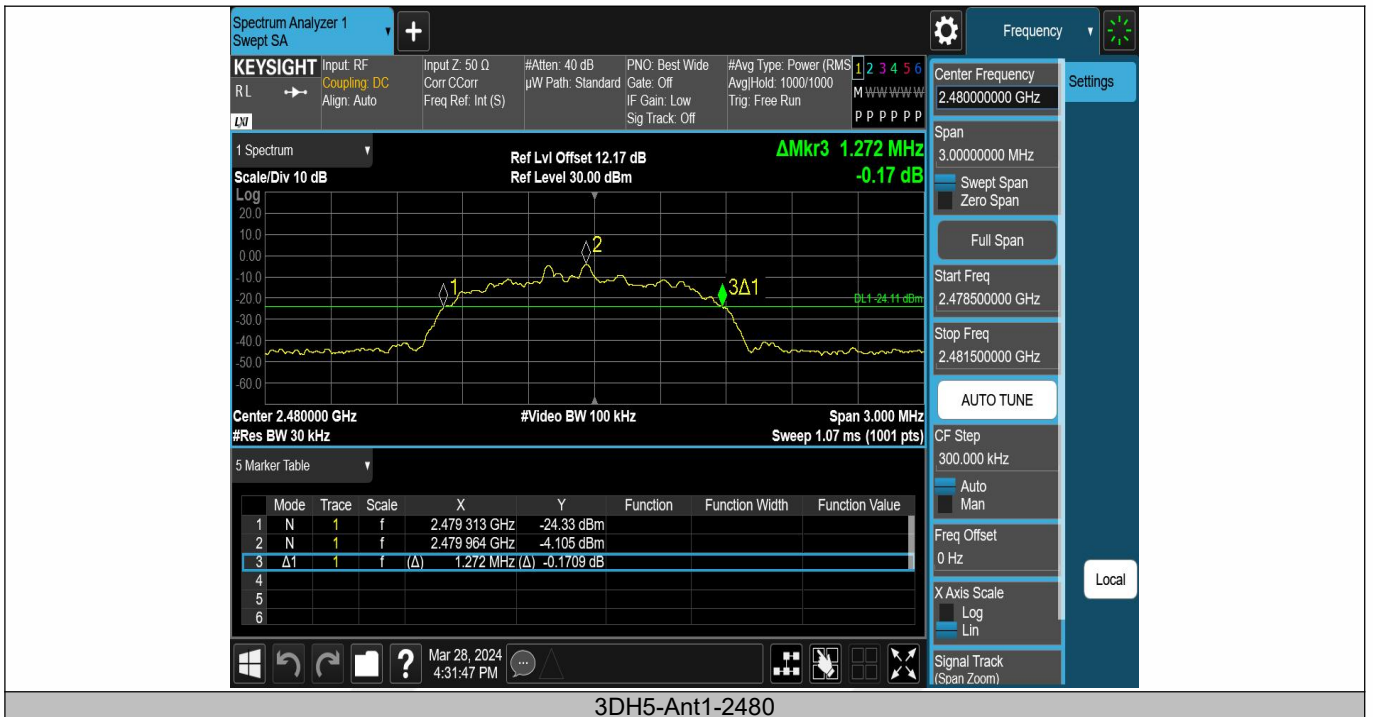 Spectrum Analyzer 1
Swept SA
+
Frequency
KEYSIGHT
RL
LXI
Input: RF
Coupling: DC
Align: Auto
Input Z: 50 Ω
Corr CCorr
Freq Ref: Int (S)
#Atten: 40 dB
µW Path: Standard
PNO: Best Wide
Gate: Off
IF Gain: Low
Sig Track: Off
#Avg Type: Power (RMS
Avg|Hold: 1000/1000
Trig: Free Run
1 2 3 4 5 6
M W W W W W
P P P P P P
1 Spectrum
Scale/Div 10 dB
Ref Lvl Offset 12.17 dB
Ref Level 30.00 dBm
ΔMkr3 1.272 MHz
-0.17 dB
Log
20.0
10.0
0.00
-10.0
-20.0
-30.0
-40.0
-50.0
-60.0
1
2
3Δ1
DL1 -24.11 dBm
Center 2.480000 GHz
#Video BW 100 kHz
Span 3.000 MHz
#Res BW 30 kHz
Sweep 1.07 ms (1001 pts)
5 Marker Table
Mode Trace Scale X Y Function Function Width Function Value
1 N 1 f 2.479 313 GHz -24.33 dBm
2 N 1 f 2.479 964 GHz -4.105 dBm
3 Δ1 1 f (Δ) 1.272 MHz (Δ) -0.1709 dB
4
5
6
?
Mar 28, 2024
4:31:47 PM
Center Frequency
2.480000000 GHz
Settings
Span
3.00000000 MHz
Swept Span
Zero Span
Full Span
Start Freq
2.478500000 GHz
Stop Freq
2.481500000 GHz
AUTO TUNE
CF Step
300.000 kHz
Auto
Man
Freq Offset
0 Hz
Local
X Axis Scale
Log
Lin
Signal Track
(Span Zoom)
3DH5-Ant1-2480